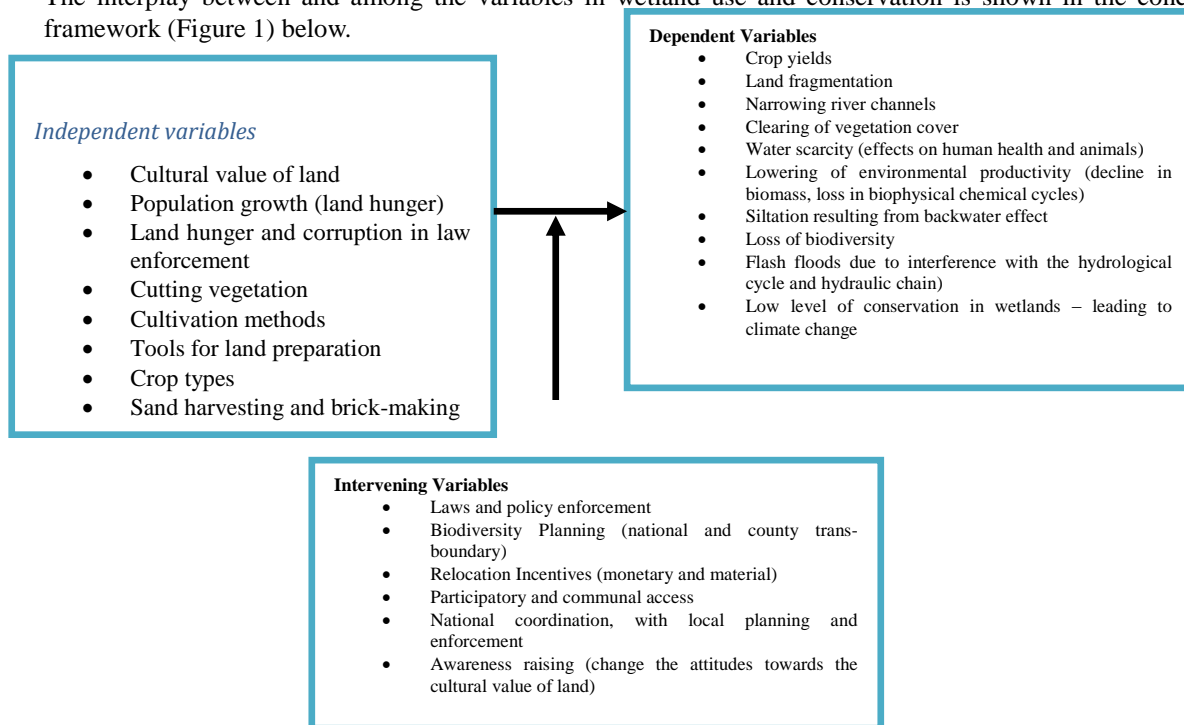 The interplay between and among the variables in wetland use and conservation is shown in the
framework (Figure 1) below.
Independent variables
• Cultural value of land
• Population growth (land hunger)
• Land hunger and corruption in law
enforcement
• Cutting vegetation
• Cultivation methods
• Tools for land preparation
• Crop types
• Sand harvesting and brick-making
Dependent Variables
• Crop yields
• Land fragmentation
• Narrowing river channels
• Clearing of vegetation cover
• Water scarcity (effects on human health and animals)
• Lowering of environmental productivity (decline in
biomass, loss in biophysical chemical cycles)
• Siltation resulting from backwater effect
• Loss of biodiversity
• Flash floods due to interference with the hydrological
cycle and hydraulic chain)
• Low level of conservation in wetlands – leading to
climate change
Intervening Variables
• Laws and policy enforcement
• Biodiversity Planning (national and county trans-
boundary)
• Relocation Incentives (monetary and material)
• Participatory and communal access
• National coordination, with local planning and
enforcement
• Awareness raising (change the attitudes towards the
cultural value of land)